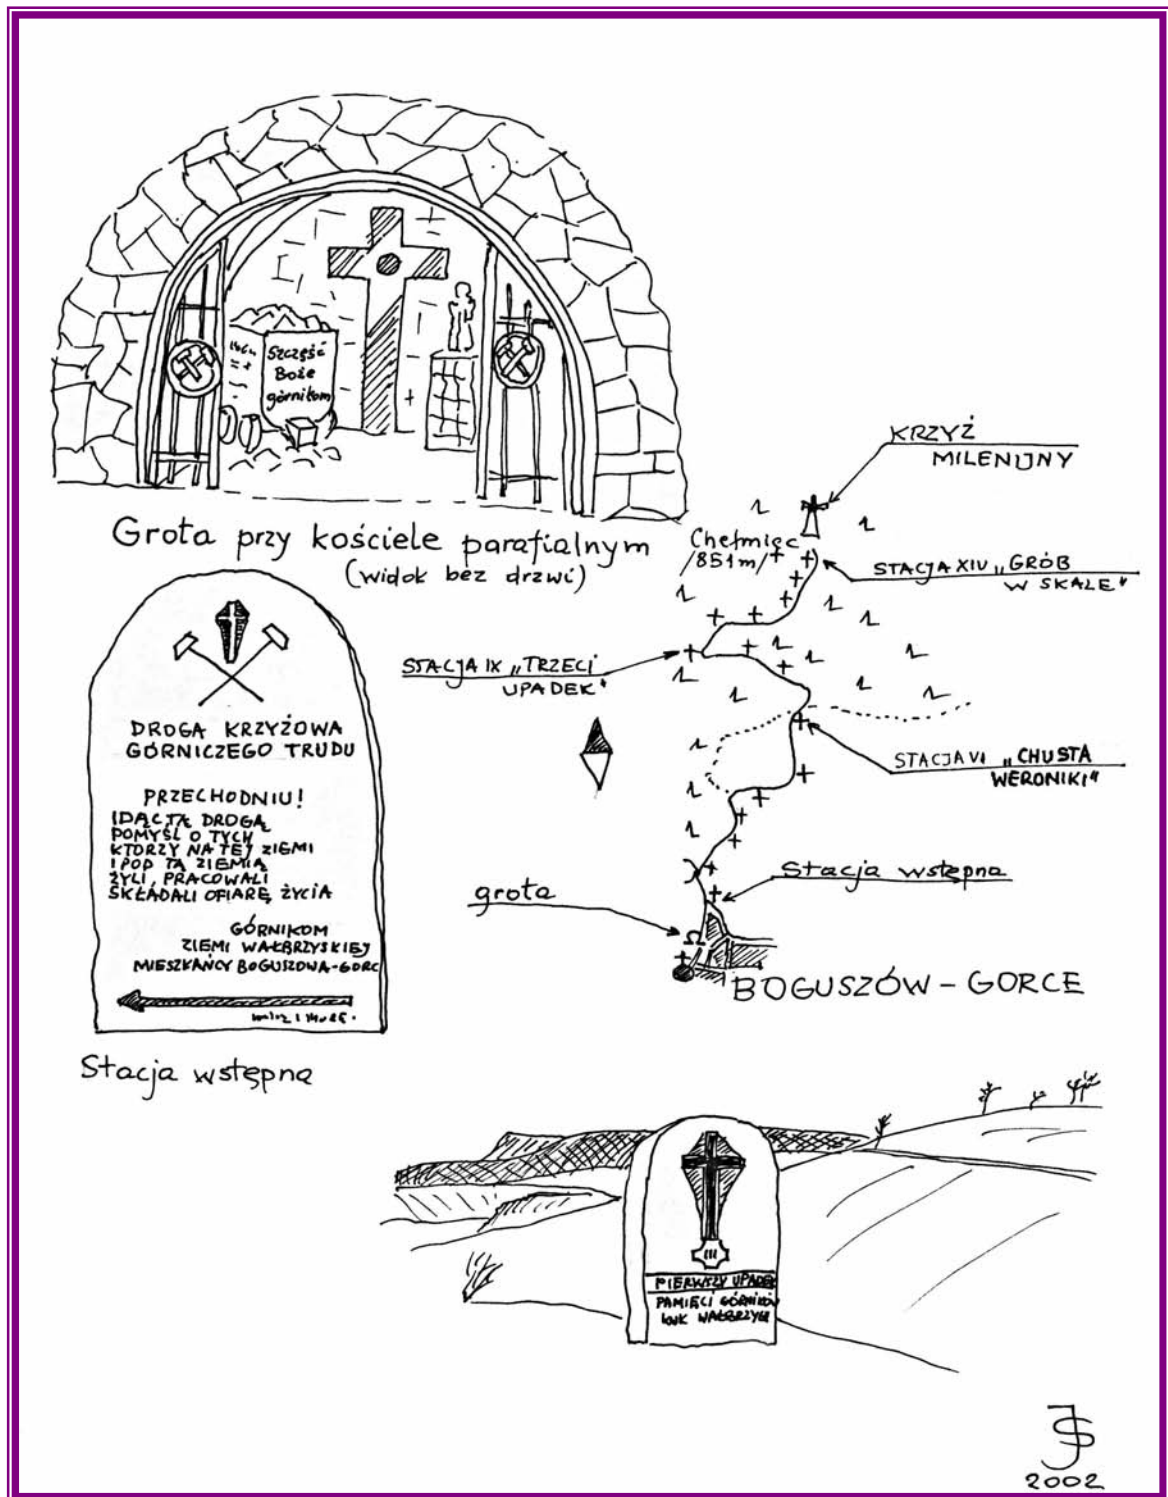 Szczęść
Boże
górnikom
Grota przy kościele parafialnym
(widok bez drzwi)
DROGA KRZYŻOWA
GÓRNICZEGO TRUDU
PRZECHODNIU!
IDĄC TĄ DROGĄ
POMYŚL O TYCH
KTÓRZY NA TEJ ZIEMI
I POD TĄ ZIEMIĄ
ŻYLI, PRACOWALI
SKŁADALI OFIARĘ ŻYCIA
GÓRNIKOM
ZIEMI WAŁBRZYSKIEJ
MIESZKAŃCY BOGUSZOWA-GORC
Stacja wstępna
KRZYŻ
MILENIJNY
Chełmiec
/851m/
STACJA XIV „GRÓB
W SKALE"
STACJA IX „TRZECI
UPADEK"
STACJA VI „CHUSTA
WERONIKI"
Stacja wstępna
grota
BOGUSZÓW - GORCE
III
PIERWSZY UPADEK
PAMIĘCI GÓRNIKÓW
KWK WAŁBRZYCH
JS
2002